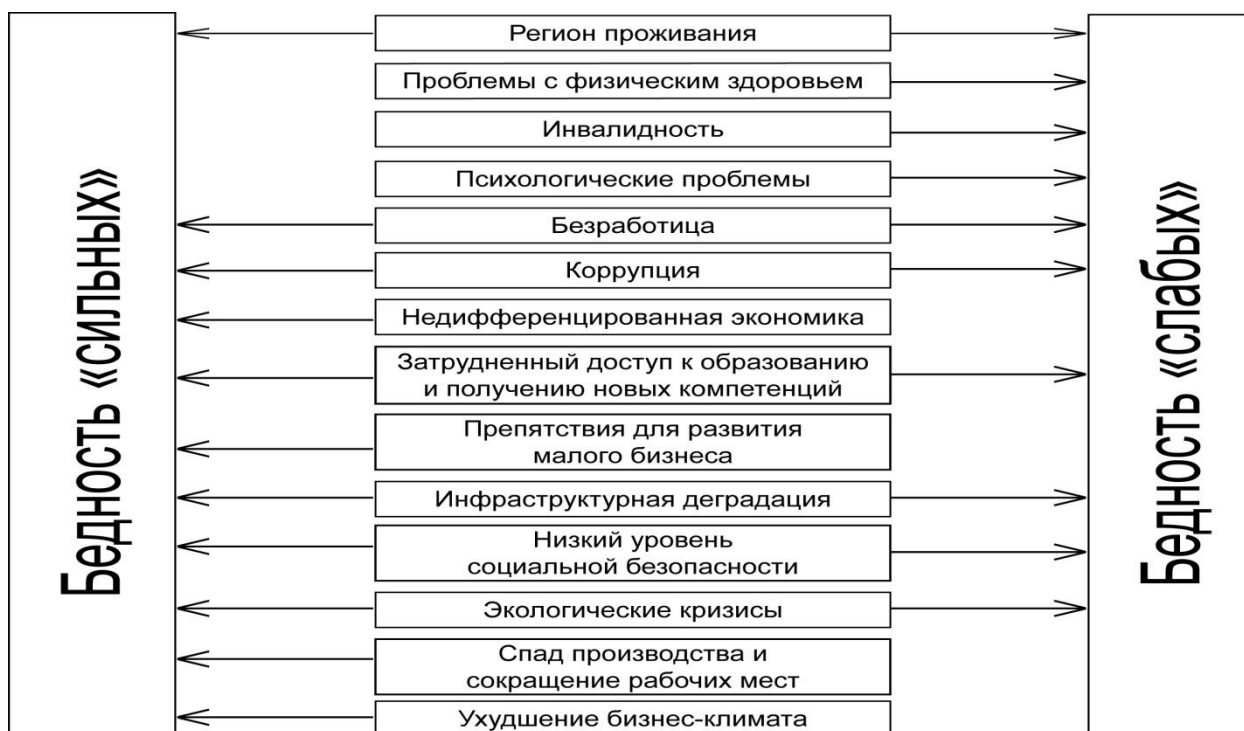 Бедность «сильных»
Регион проживания
Проблемы с физическим здоровьем
Инвалидность
Психологические проблемы
Безработица
Коррупция
Недифференцированная экономика
Затрудненный доступ к образованию
и получению новых компетенций
Препятствия для развития
малого бизнеса
Инфраструктурная деградация
Низкий уровень
социальной безопасности
Экологические кризисы
Спад производства и
сокращение рабочих мест
Ухудшение бизнес-климата
Бедность «слабых»